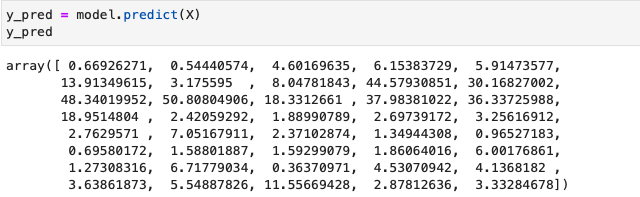 y_pred = model.predict(X)
y_pred
array([ 0.66926271,  0.54440574,  4.60169635,  6.15383729,  5.91473577,
       13.91349615,  3.175595  ,  8.04781843, 44.57930851, 30.16827002,
       48.34019952, 50.80804906, 18.3312661 , 37.98381022, 36.33725988,
       18.9514804 ,  2.42059292,  1.88990789,  2.69739172,  3.25616912,
        2.7629571 ,  7.05167911,  2.37102874,  1.34944308,  0.96527183,
        0.69580172,  1.58801887,  1.59299079,  1.86064016,  6.00176861,
        1.27308316,  6.71779034,  0.36370971,  4.53070942,  4.1368182 ,
        3.63861873,  5.54887826, 11.55669428,  2.87812636,  3.33284678])